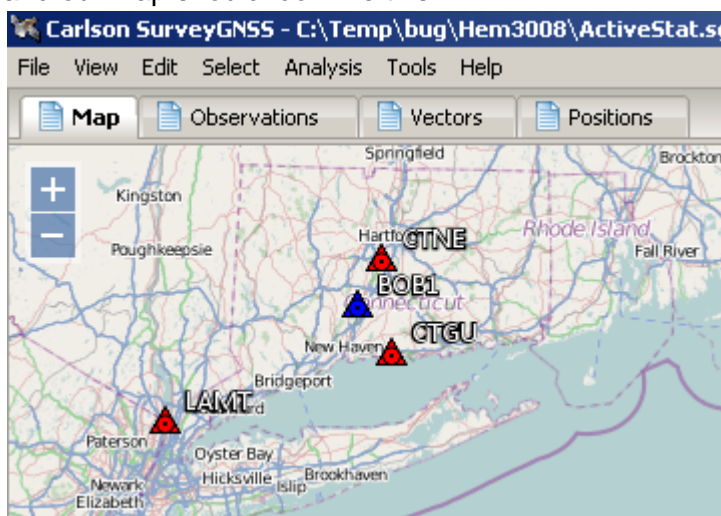 Carlson SurveyGNSS - C:\Temp\bug\Hem3008\ActiveStat.s
File View Edit Select Analysis Tools Help
Map Observations Vectors Positions
Springfield
Brockton
+
Kingston
Rhode Island
CTNE
–
Poughkeepsie
Fall River
BOB1
Connecticut
New Haven
CTGU
Bridgeport
LAMT
Paterson
Oyster Bay
Newark
Hicksville
Islip
Brookhaven
Elizabeth